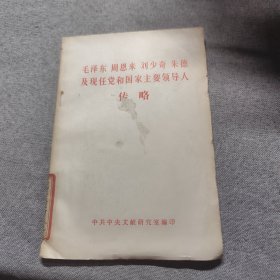 毛泽东 周恩来 刘少奇 朱德
及现任党和国家主要领导人
传略
中共中央文献研究室编印